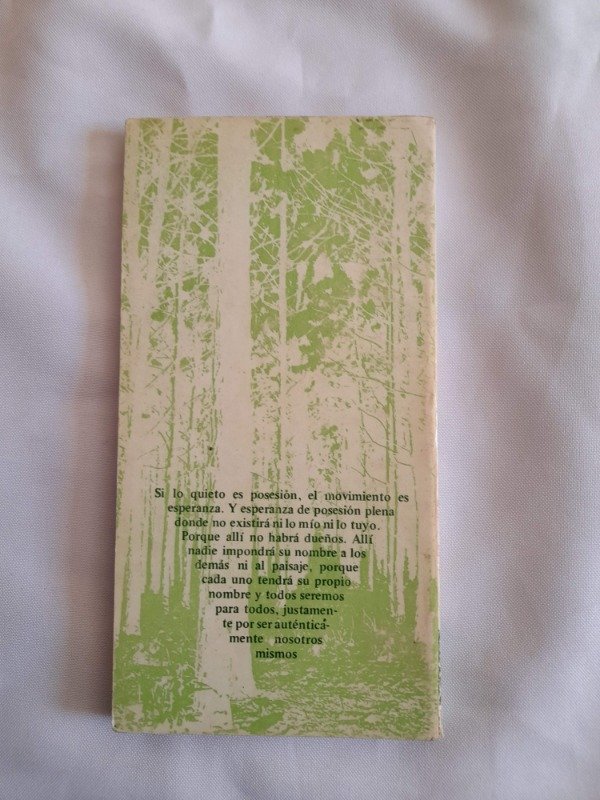 Si lo quieto es posesión, el movimiento es
esperanza. Y esperanza de posesión plena
donde no existirá ni lo mío ni lo tuyo.
Porque allí no habrá dueños. Allí
nadie impondrá su nombre a los
demás ni al paisaje, porque
cada uno tendrá su propio
nombre y todos seremos
para todos, justamen-
te por ser auténtica-
mente nosotros
mismos